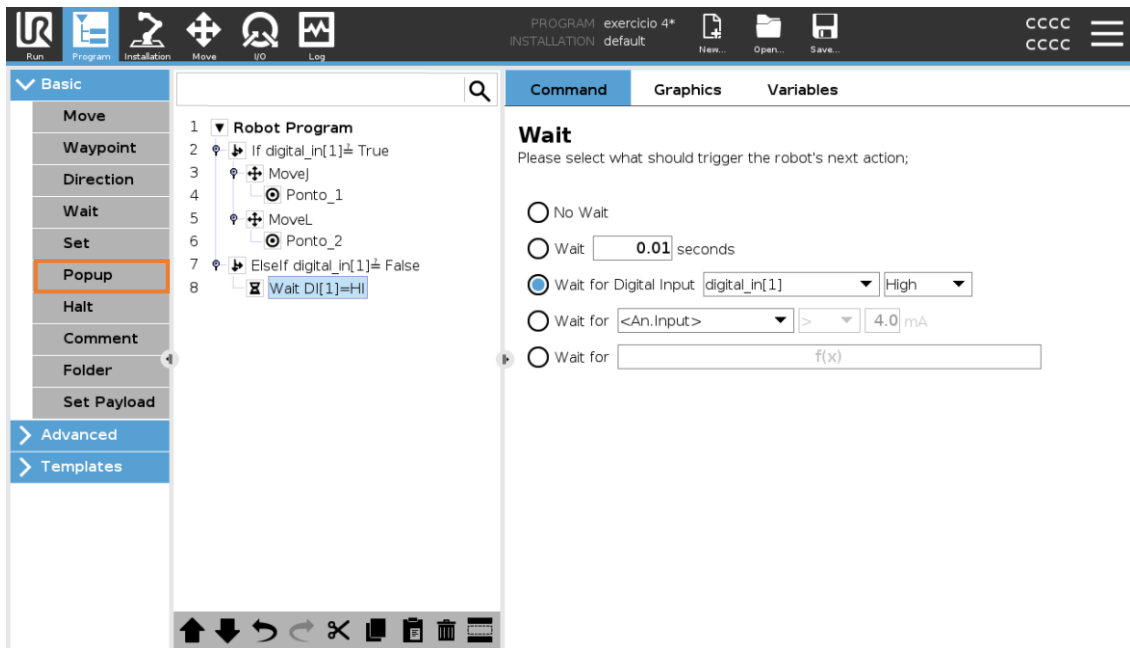 PROGRAM exercicio 4*
INSTALLATION default
UR
Run
Program
Installation
Move
I/O
Log
New...
Open...
Save...
CCCC
CCCC
Basic
Move
Waypoint
Direction
Wait
Set
Popup
Halt
Comment
Folder
Set Payload
Advanced
Templates
1 Robot Program
2 If digital_in[1]≟ True
3 MoveJ
4 Ponto_1
5 MoveL
6 Ponto_2
7 ElseIf digital_in[1]≟ False
8 Wait DI[1]=HI
Command Graphics Variables
Wait
Please select what should trigger the robot's next action;
No Wait
Wait 0.01 seconds
Wait for Digital Input digital_in[1] High
Wait for <An.Input> > 4.0 mA
Wait for f(x)